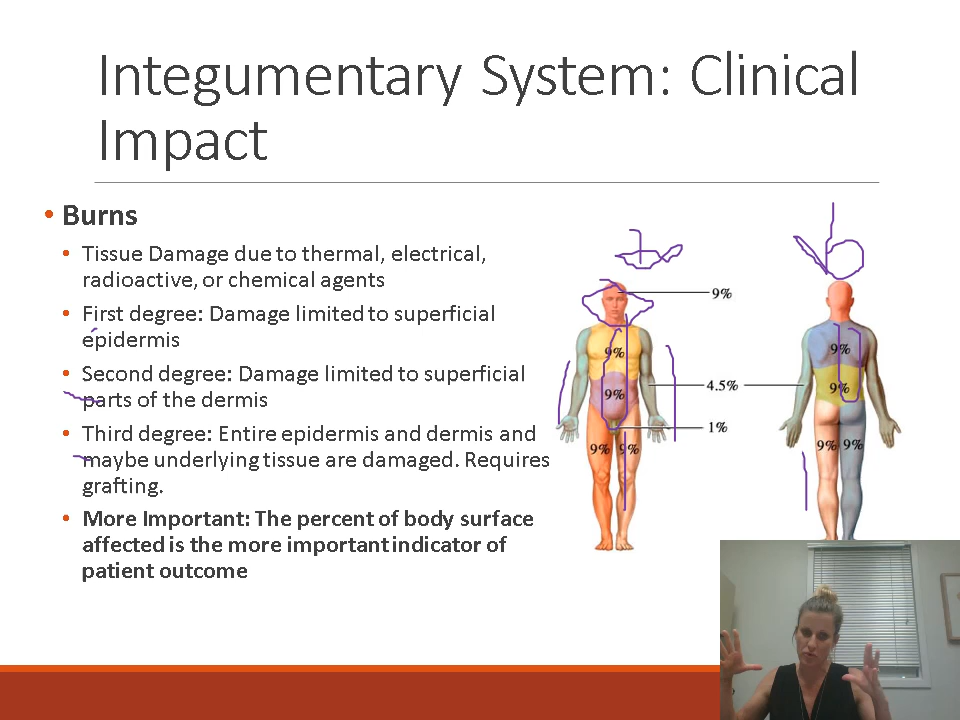 Integumentary System: Clinical
Impact
• Burns
• Tissue Damage due to thermal, electrical,
radioactive, or chemical agents
• First degree: Damage limited to superficial
epidermis
• Second degree: Damage limited to superficial
parts of the dermis
• Third degree: Entire epidermis and dermis and
maybe underlying tissue are damaged. Requires
grafting.
• More Important: The percent of body surface
affected is the more important indicator of
patient outcome
9%
9%
9%
4.5%
1%
9% 9%
9%
9%
9% 9%